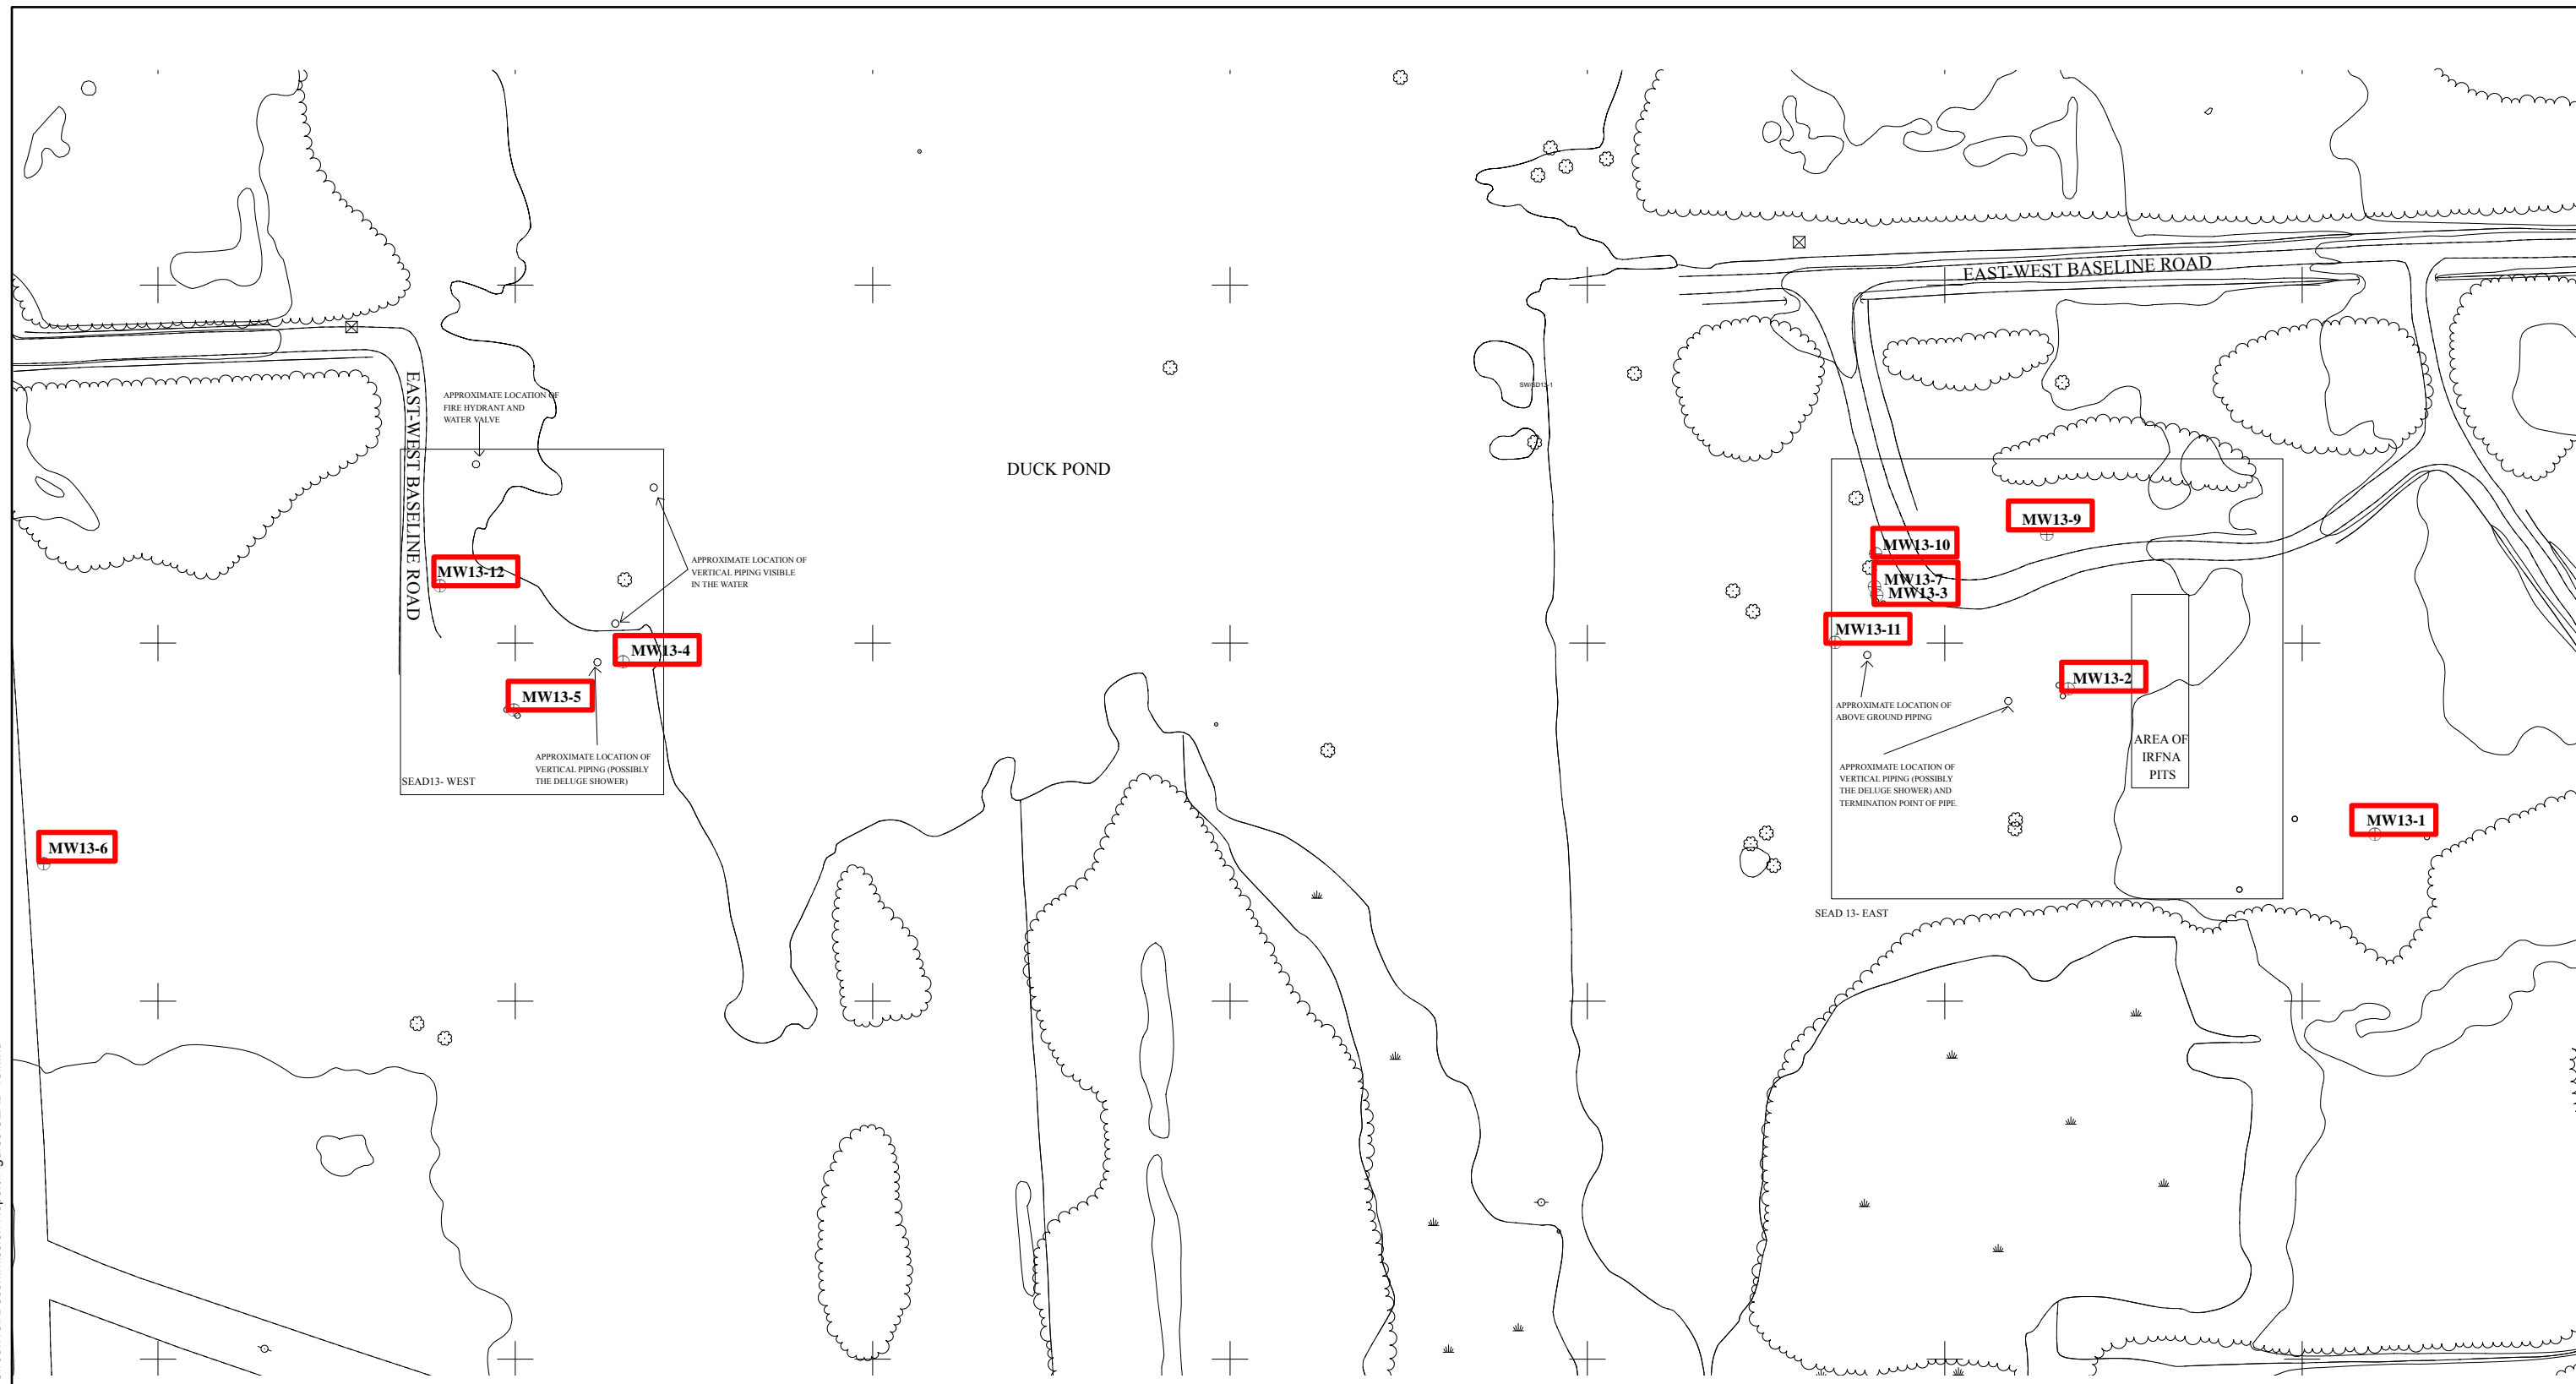 EAST-WEST BASELINE ROAD
EAST-WEST BASELINE ROAD
APPROXIMATE LOCATION OF
FIRE HYDRANT AND
WATER VALVE
SW/SD13-1
DUCK POND
MW13-9
MW13-10
MW13-7
MW13-3
MW13-11
MW13-12
APPROXIMATE LOCATION OF
VERTICAL PIPING VISIBLE
IN THE WATER
MW13-4
MW13-5
MW13-2
APPROXIMATE LOCATION OF
ABOVE GROUND PIPING
AREA OF
IRFNA
PITS
APPROXIMATE LOCATION OF
VERTICAL PIPING (POSSIBLY
THE DELUGE SHOWER)
SEAD13- WEST
APPROXIMATE LOCATION OF
VERTICAL PIPING (POSSIBLY
THE DELUGE SHOWER) AND
TERMINATION POINT OF PIPE.
MW13-1
MW13-6
SEAD 13- EAST